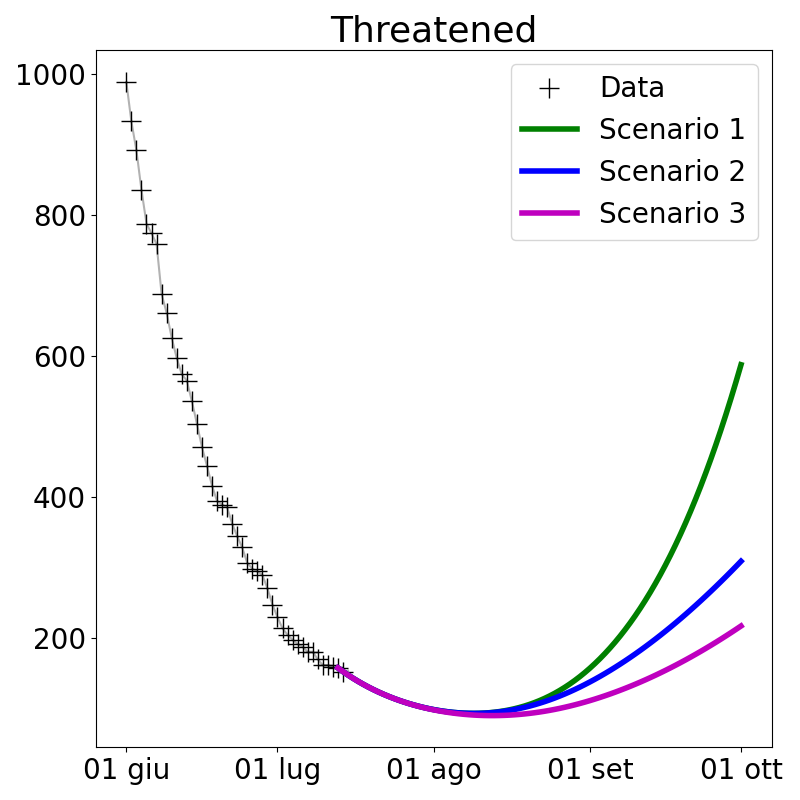 Threatened
1000
800
600
400
200
Data
Scenario 1
Scenario 2
Scenario 3
01 giu 01 lug 01 ago 01 set 01 ott